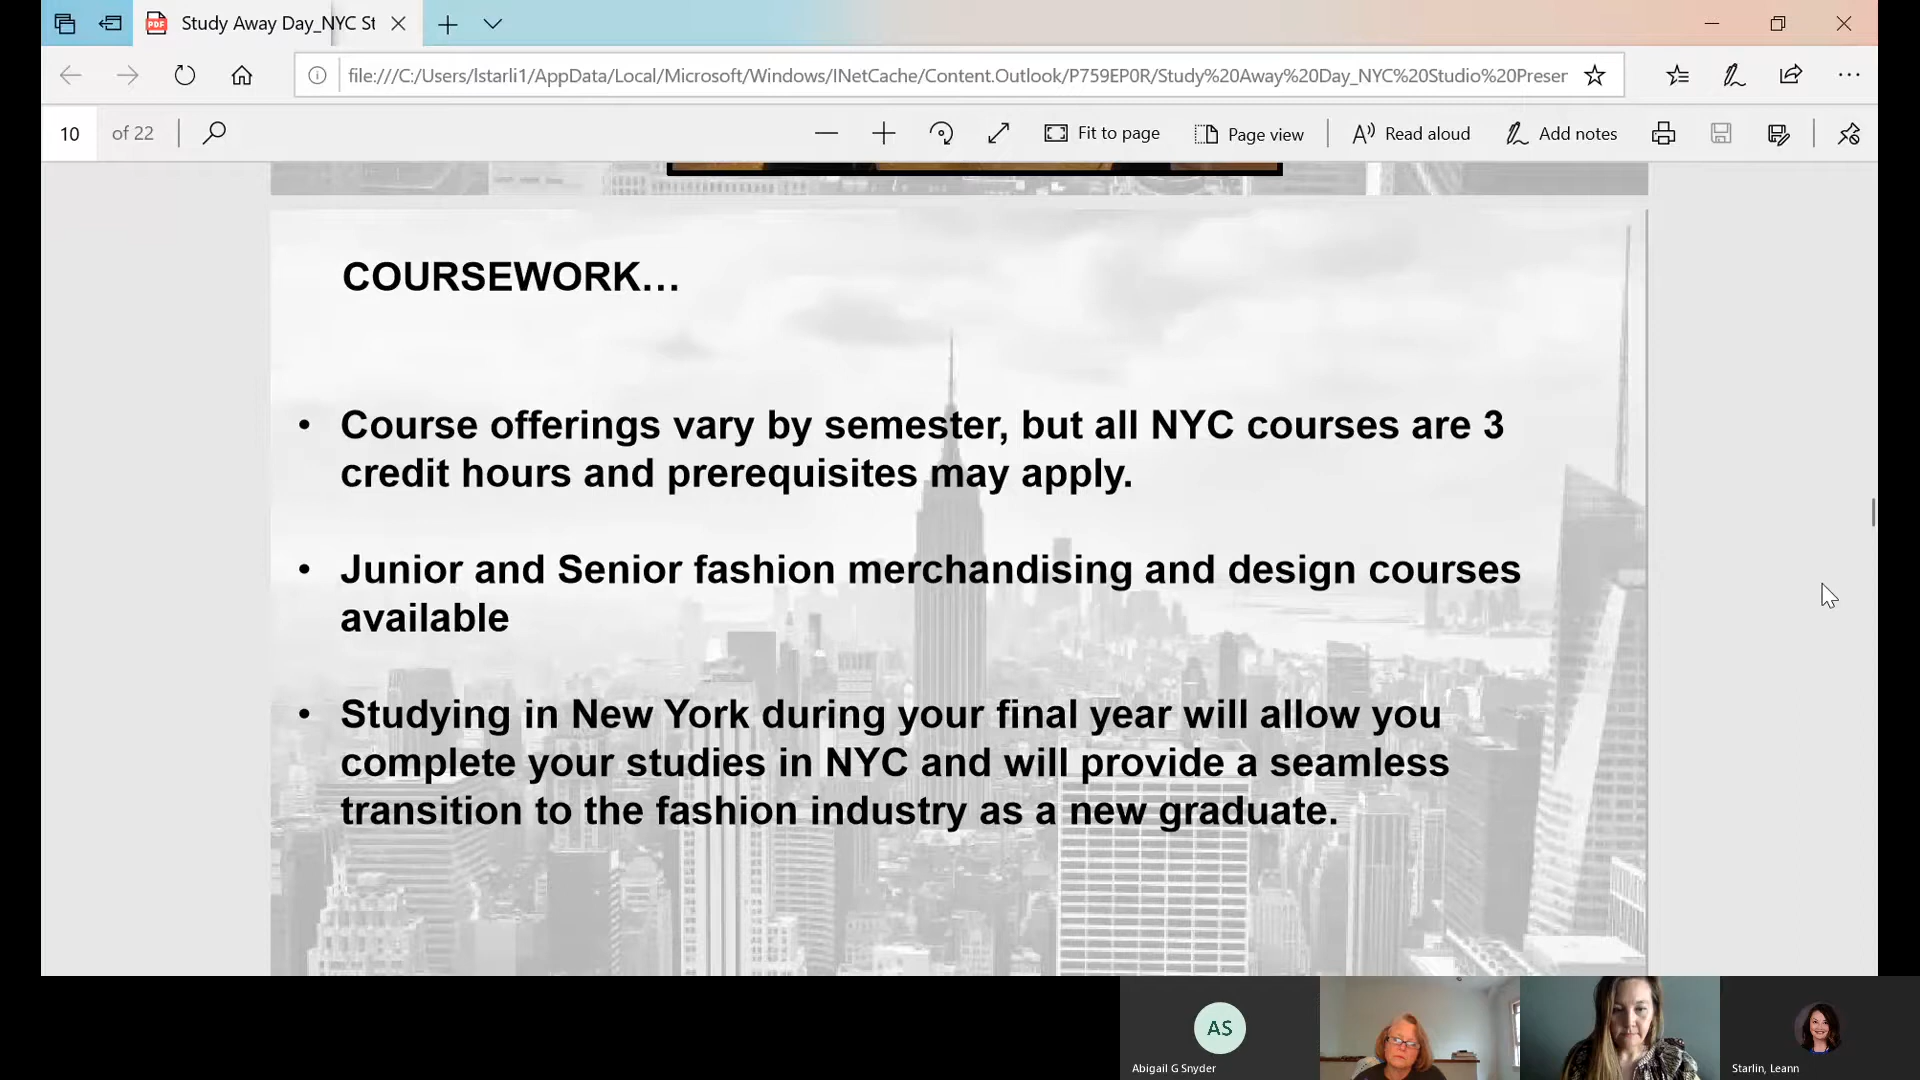 Study Away Day_NYC St
file:///C:/Users/lstarli1/AppData/Local/Microsoft/Windows/INetCache/Content.Outlook/P759EP0R/Study%20Away%20Day_NYC%20Studio%20Presen
10 of 22
Fit to page
Page view
Read aloud
Add notes
COURSEWORK…
• Course offerings vary by semester, but all NYC courses are 3
credit hours and prerequisites may apply.
• Junior and Senior fashion merchandising and design courses
available
• Studying in New York during your final year will allow you
complete your studies in NYC and will provide a seamless
transition to the fashion industry as a new graduate.
AS
Abigail G Snyder
Starlin, Leann